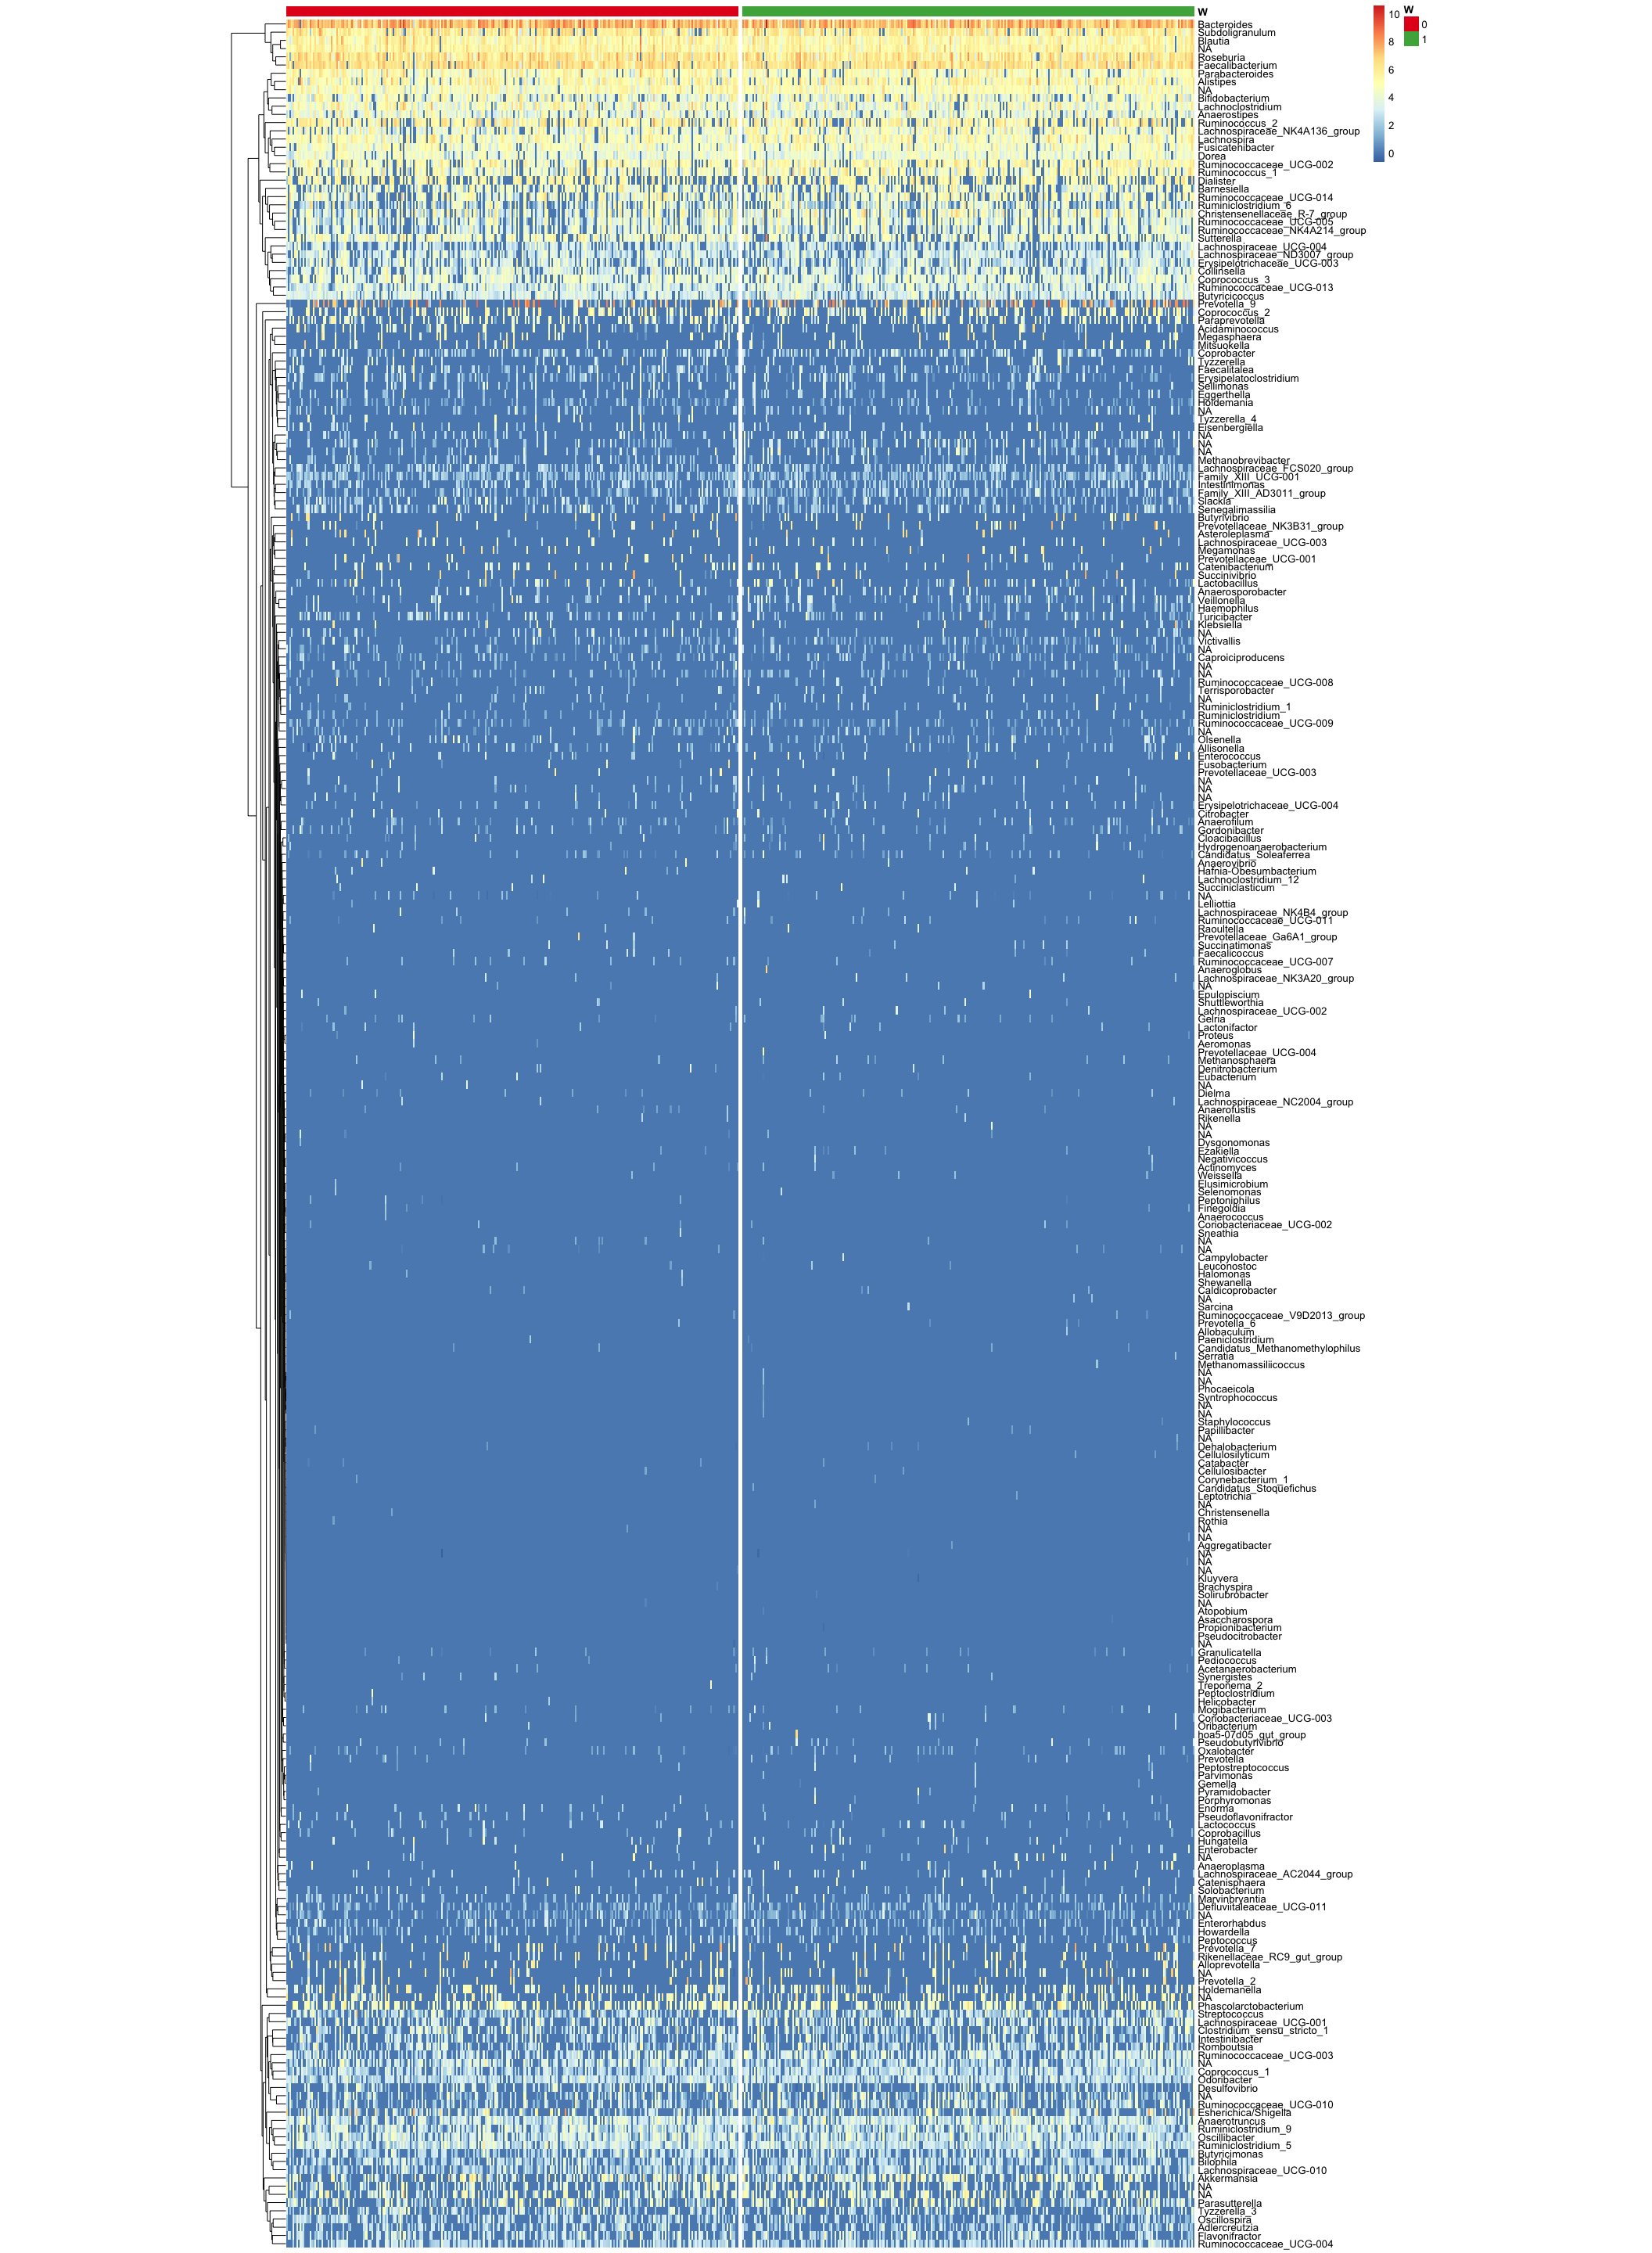 W
Bacteroides
Subdoligranulum
Blautia
NA
Roseburia
Faecalibacterium
Parabacteroides
Alistipes
NA
Bifidobacterium
Lachnoclostridium
Anaerostipes
Ruminococcus_2
Lachnospiraceae_NK4A136_group
Lachnospira
Fusicatenibacter
Dorea
Ruminococcaceae_UCG-002
Ruminococcus_1
Dialister
Barnesiella
Ruminococcaceae_UCG-014
Ruminiclostridium_6
Christensenellaceae_R-7_group
Ruminococcaceae_UCG-005
Ruminococcaceae_NK4A214_group
Sutterella
Lachnospiraceae_UCG-004
Lachnospiraceae_ND3007_group
Erysipelotrichaceae_UCG-003
Collinsella
Coprococcus_3
Ruminococcaceae_UCG-013
Butyricicoccus
Prevotella_9
Coprococcus_2
Paraprevotella
Acidaminococcus
Megasphaera
Mitsuokella
Coprobacter
Tyzzerella
Faecalitalea
Erysipelatoclostridium
Sellimonas
Eggerthella
Holdemania
NA
Tyzzerella_4
Eisenbergiella
NA
NA
NA
Methanobrevibacter
Lachnospiraceae_FCS020_group
Family_XIII_UCG-001
Intestinimonas
Family_XIII_AD3011_group
Slackia
Senegalimassilia
Butyrivibrio
Prevotellaceae_NK3B31_group
Asteroleplasma
Lachnospiraceae_UCG-003
Megamonas
Prevotellaceae_UCG-001
Catenibacterium
Succinivibrio
Lactobacillus
Anaerosporobacter
Veillonella
Haemophilus
Turicibacter
Klebsiella
NA
Victivallis
NA
Caproiciproducens
NA
NA
Ruminococcaceae_UCG-008
Terrisporobacter
NA
Ruminiclostridium_1
Ruminiclostridium
Ruminococcaceae_UCG-009
NA
Olsenella
Allisonella
Enterococcus
Fusobacterium
Prevotellaceae_UCG-003
NA
NA
NA
Erysipelotrichaceae_UCG-004
Citrobacter
Anaerofilum
Gordonibacter
Cloacibacillus
Hydrogenoanaerobacterium
Candidatus_Soleaferrea
Anaerovibrio
Hafnia-Obesumbacterium
Lachnoclostridium_12
Succiniclasticum
NA
Lelliottia
Lachnospiraceae_NK4B4_group
Ruminococcaceae_UCG-011
Raoultella
Prevotellaceae_Ga6A1_group
Succinatimonas
Faecalicoccus
Ruminococcaceae_UCG-007
Anaeroglobus
Lachnospiraceae_NK3A20_group
NA
Epulopiscium
Shuttleworthia
Lachnospiraceae_UCG-002
Gelria
Lactonifactor
Proteus
Aeromonas
Prevotellaceae_UCG-004
Methanosphaera
Denitrobacterium
Eubacterium
NA
Dielma
Lachnospiraceae_NC2004_group
Anaerofustis
Rikenella
NA
NA
Dysgonomonas
Ezakiella
Negativicoccus
Actinomyces
Weissella
Elusimicrobium
Selenomonas
Peptoniphilus
Finegoldia
Anaerococcus
Coriobacteriaceae_UCG-002
Sneathia
NA
NA
Campylobacter
Leuconostoc
Halomonas
Shewanella
Caldicoprobacter
NA
Sarcina
Ruminococcaceae_V9D2013_group
Prevotella_6
Allobaculum
Paeniclostridium
Candidatus_Methanomethylophilus
Serratia
Methanomassiliicoccus
NA
NA
Phocaeicola
Syntrophococcus
NA
NA
Staphylococcus
Papillibacter
NA
Dehalobacterium
Cellulosilyticum
Catabacter
Cellulosibacter
Corynebacterium_1
Candidatus_Stoquefichus
Leptotrichia
NA
Christensenella
Rothia
NA
NA
Aggregatibacter
NA
NA
NA
Kluyvera
Brachyspira
Solirubrobacter
NA
Atopobium
Asaccharospora
Propionibacterium
Pseudocitrobacter
NA
Granulicatella
Pediococcus
Acetanaerobacterium
Synergistes
Treponema_2
Peptoclostridium
Helicobacter
Mogibacterium
Coriobacteriaceae_UCG-003
Oribacterium
hoa5-07d05_gut_group
Pseudobutyrivibrio
Oxalobacter
Prevotella
Peptostreptococcus
Parvimonas
Gemella
Pyramidobacter
Porphyromonas
Enorma
Pseudoflavonifractor
Lactococcus
Coprobacillus
Hungatella
Enterobacter
NA
Anaeroplasma
Lachnospiraceae_AC2044_group
Catenisphaera
Solobacterium
Marvinbryantia
Defluviitaleaceae_UCG-011
NA
Enterorhabdus
Howardella
Peptococcus
Prevotella_7
Rikenellaceae_RC9_gut_group
Alloprevotella
NA
Prevotella_2
Holdemanella
NA
Phascolarctobacterium
Streptococcus
Lachnospiraceae_UCG-001
Clostridium_sensu_stricto_1
Intestinibacter
Romboutsia
Ruminococcaceae_UCG-003
NA
Coprococcus_1
Odoribacter
Desulfovibrio
NA
Ruminococcaceae_UCG-010
Esherichica/Shigella
Anaerotruncus
Ruminiclostridium_9
Oscillibacter
Ruminiclostridium_5
Butyricimonas
Bilophila
Lachnospiraceae_UCG-010
Akkermansia
NA
NA
Parasutterella
Tyzzerella_3
Oscillospira
Adlercreutzia
Flavonifractor
Ruminococcaceae_UCG-004
10
8
6
4
2
0
W
0
1